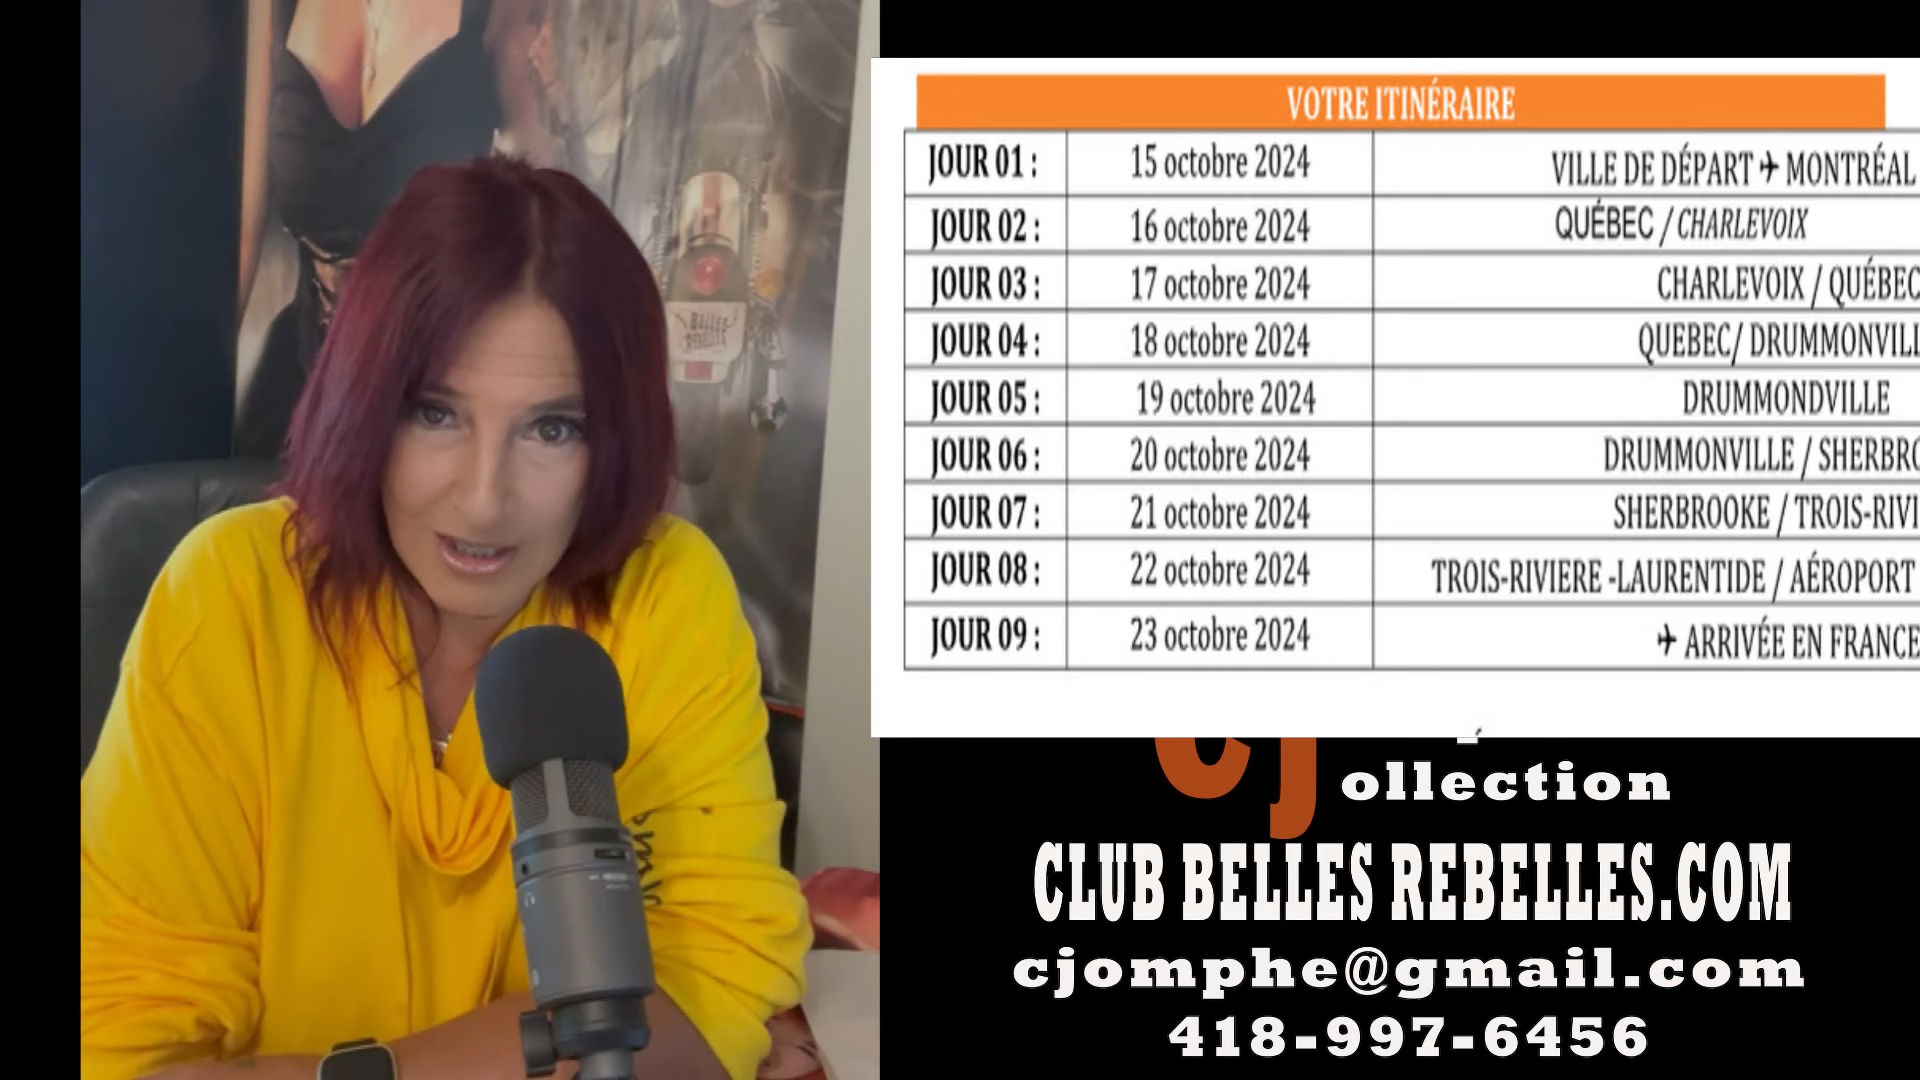 BELLES
REBELLES
VOTRE ITINÉRAIRE
JOUR 01 : 15 octobre 2024 VILLE DE DÉPART ✈ MONTRÉAL
JOUR 02 : 16 octobre 2024 QUÉBEC / CHARLEVOIX
JOUR 03 : 17 octobre 2024 CHARLEVOIX / QUÉBEC
JOUR 04 : 18 octobre 2024 QUEBEC/ DRUMMONVILL
JOUR 05 : 19 octobre 2024 DRUMMONDVILLE
JOUR 06 : 20 octobre 2024 DRUMMONVILLE / SHERBRO
JOUR 07 : 21 octobre 2024 SHERBROOKE / TROIS-RIVI
JOUR 08 : 22 octobre 2024 TROIS-RIVIERE -LAURENTIDE / AÉROPORT
JOUR 09 : 23 octobre 2024 ✈ ARRIVÉE EN FRANCE
cj ollection
CLUB BELLES REBELLES.COM
cjomphe@gmail.com
418-997-6456